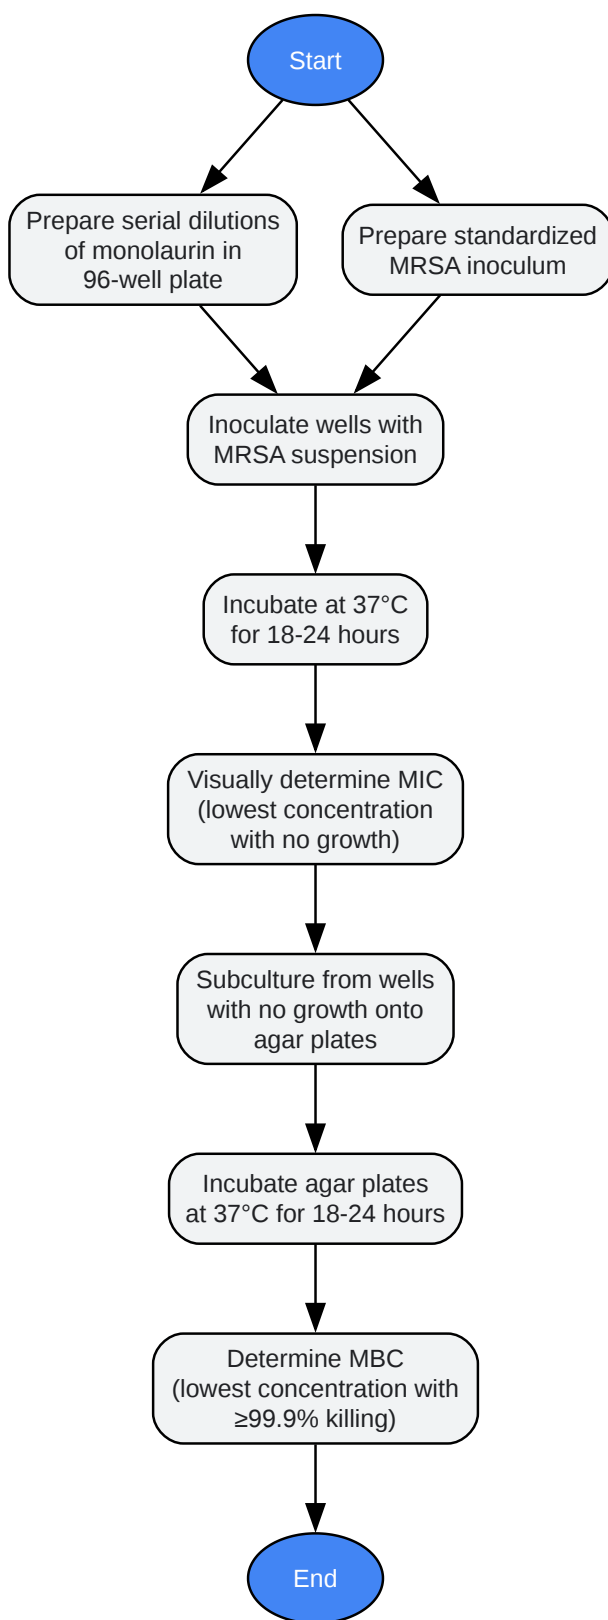 Start
Prepare serial dilutions
of monolaurin in
96-well plate
Prepare standardized
MRSA inoculum
Inoculate wells with
MRSA suspension
Incubate at 37°C
for 18-24 hours
Visually determine MIC
(lowest concentration
with no growth)
Subculture from wells
with no growth onto
agar plates
Incubate agar plates
at 37°C for 18-24 hours
Determine MBC
(lowest concentration with
≥99.9% killing)
End